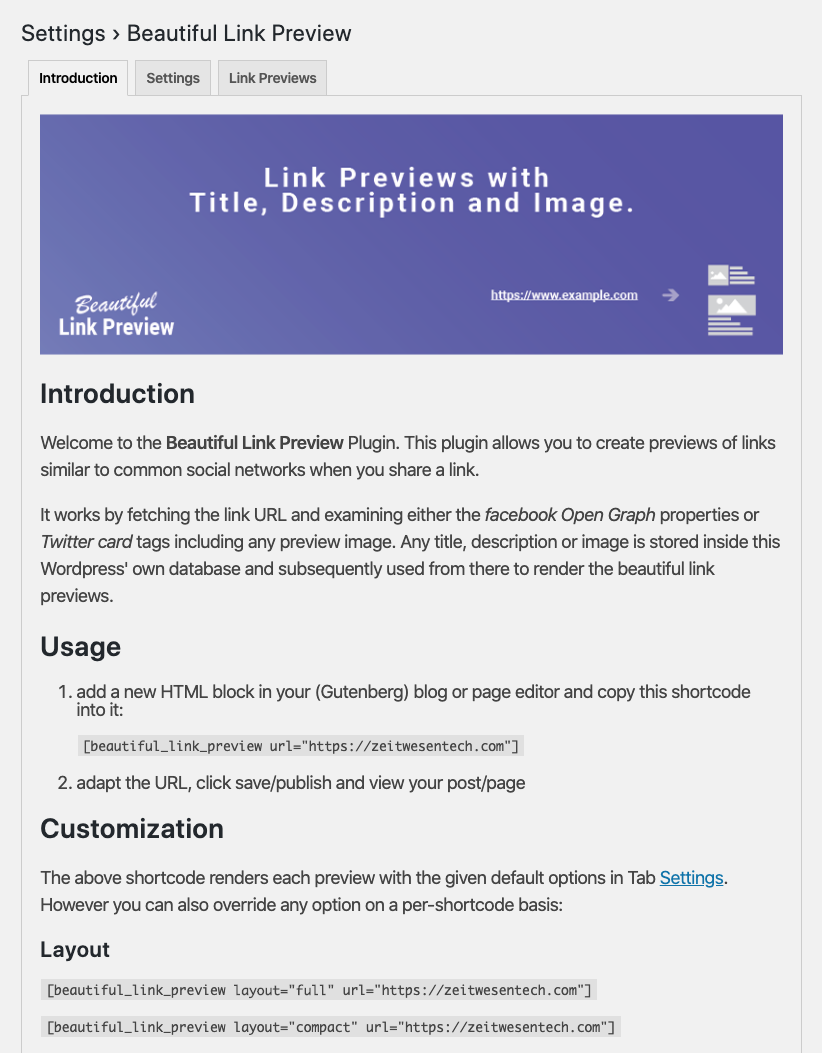 Settings › Beautiful Link Preview
Introduction
Settings
Link Previews
Link Previews with
Title, Description and Image.
https://www.example.com
Beautiful
Link Preview
Introduction
Welcome to the Beautiful Link Preview Plugin. This plugin allows you to create previews of links
similar to common social networks when you share a link.
It works by fetching the link URL and examining either the facebook Open Graph properties or
Twitter card tags including any preview image. Any title, description or image is stored inside this
Wordpress' own database and subsequently used from there to render the beautiful link
previews.
Usage
1. add a new HTML block in your (Gutenberg) blog or page editor and copy this shortcode
into it:
[beautiful_link_preview url="https://zeitwesentech.com"]
2. adapt the URL, click save/publish and view your post/page
Customization
The above shortcode renders each preview with the given default options in Tab Settings.
However you can also override any option on a per-shortcode basis:
Layout
[beautiful_link_preview layout="full" url="https://zeitwesentech.com"]
[beautiful_link_preview layout="compact" url="https://zeitwesentech.com"]